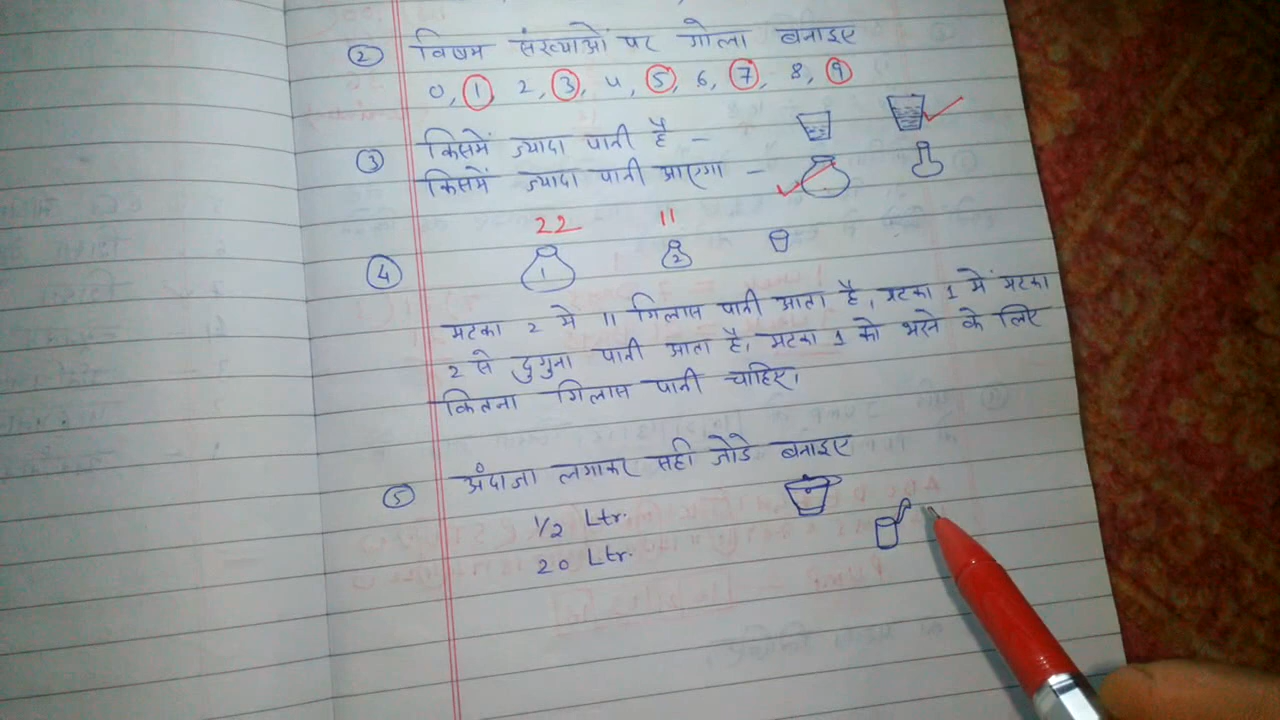 ② विषम संख्याओं पर गोला बनाइए
0, 1, 2, 3, 4, 5, 6, 7, 8, 9
③ किसमें ज्यादा पानी है –
किसमें ज्यादा पानी आएगा –
22 11
④ 1 2
मटका 2 में 11 गिलास पानी आता है, मटका 1 में मटका
2 से दुगुना पानी आता है, मटका 1 को भरने के लिए
कितना गिलास पानी चाहिए।
⑤ अंदाजा लगाकर सही जोडे बनाइए
1/2 Ltr.
20 Ltr.